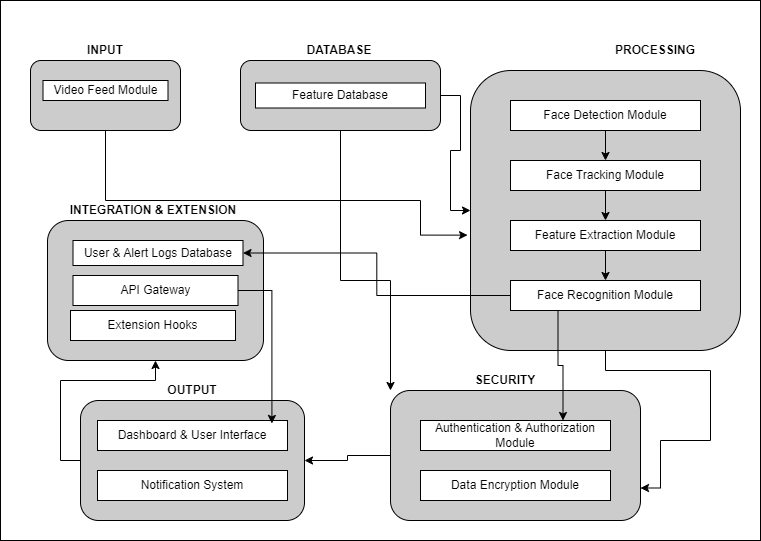 INPUT
Video Feed Module
DATABASE
Feature Database
PROCESSING
Face Detection Module
Face Tracking Module
Feature Extraction Module
Face Recognition Module
INTEGRATION & EXTENSION
User & Alert Logs Database
API Gateway
Extension Hooks
OUTPUT
Dashboard & User Interface
Notification System
SECURITY
Authentication & Authorization
Module
Data Encryption Module